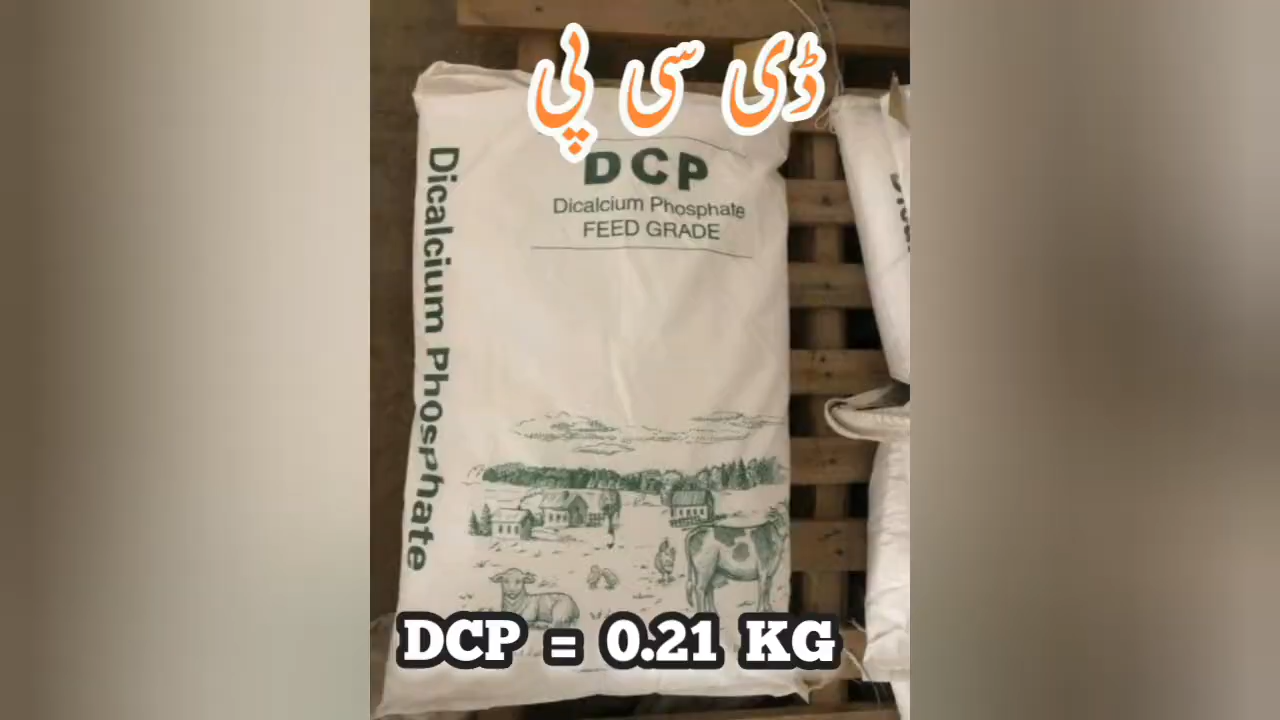 ڈی سی پی
DCP
Dicalcium Phosphate
FEED GRADE
Dicalcium Phosphate
DCP = 0.21 KG